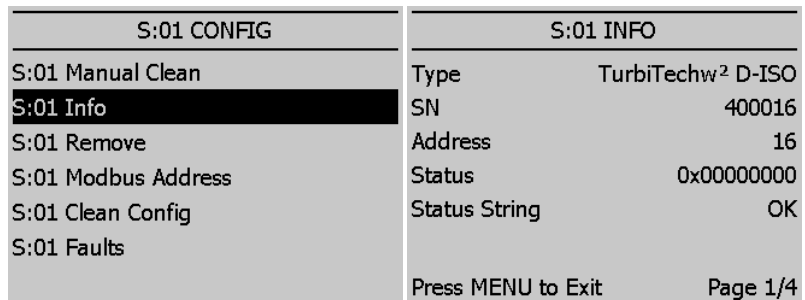 S:01 CONFIG
S:01 Manual Clean
S:01 Info
S:01 Remove
S:01 Modbus Address
S:01 Clean Config
S:01 Faults
S:01 INFO
Type TurbiTechw² D-ISO
SN 400016
Address 16
Status 0x00000000
Status String OK
Press MENU to Exit Page 1/4